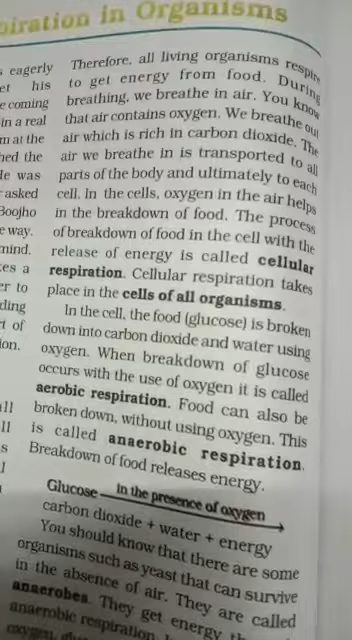 piration in Organisms
s eagerly
et his
e coming
in a real
m at the
hed the
He was
r asked
Boojho
e way.
mind.
kes a
er to
ding
rt of
ion.
ill
ll
s
l
Therefore, all living organisms respire
to get energy from food. During
breathing, we breathe in air. You know
that air contains oxygen. We breathe out
air which is rich in carbon dioxide. The
air we breathe in is transported to all
parts of the body and ultimately to each
cell. In the cells, oxygen in the air helps
in the breakdown of food. The process
of breakdown of food in the cell with the
release of energy is called cellular
respiration. Cellular respiration takes
place in the cells of all organisms.
In the cell, the food (glucose) is broken
down into carbon dioxide and water using
oxygen. When breakdown of glucose
occurs with the use of oxygen it is called
aerobic respiration. Food can also be
broken down, without using oxygen. This
is called anaerobic respiration.
Breakdown of food releases energy.
Glucose in the presence of oxygen
carbon dioxide + water + energy
You should know that there are some
organisms such as yeast that can survive
in the absence of air. They are called
anaerobes. They get energy
anaerobic respiration.
oxygen,